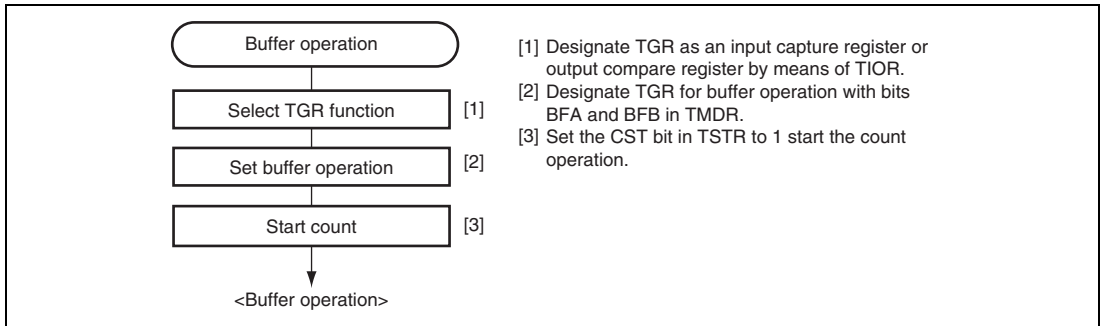 Buffer operation
Select TGR function
[1]
Set buffer operation
[2]
Start count
[3]
<Buffer operation>
[1] Designate TGR as an input capture register or
output compare register by means of TIOR.
[2] Designate TGR for buffer operation with bits
BFA and BFB in TMDR.
[3] Set the CST bit in TSTR to 1 start the count
operation.